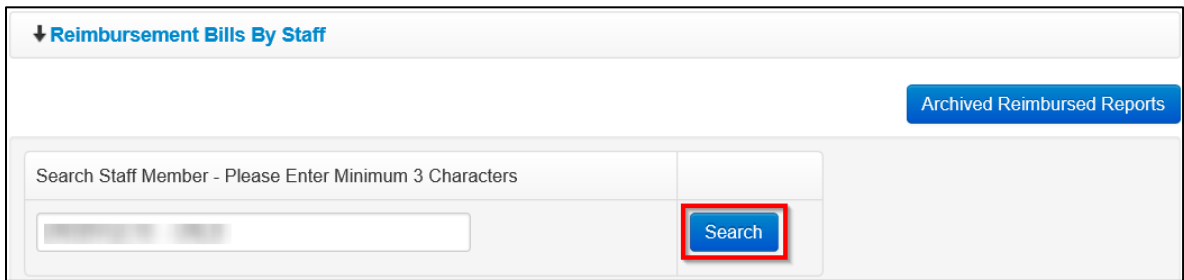 Reimbursement Bills By Staff
Archived Reimbursed Reports
Search Staff Member - Please Enter Minimum 3 Characters
Search